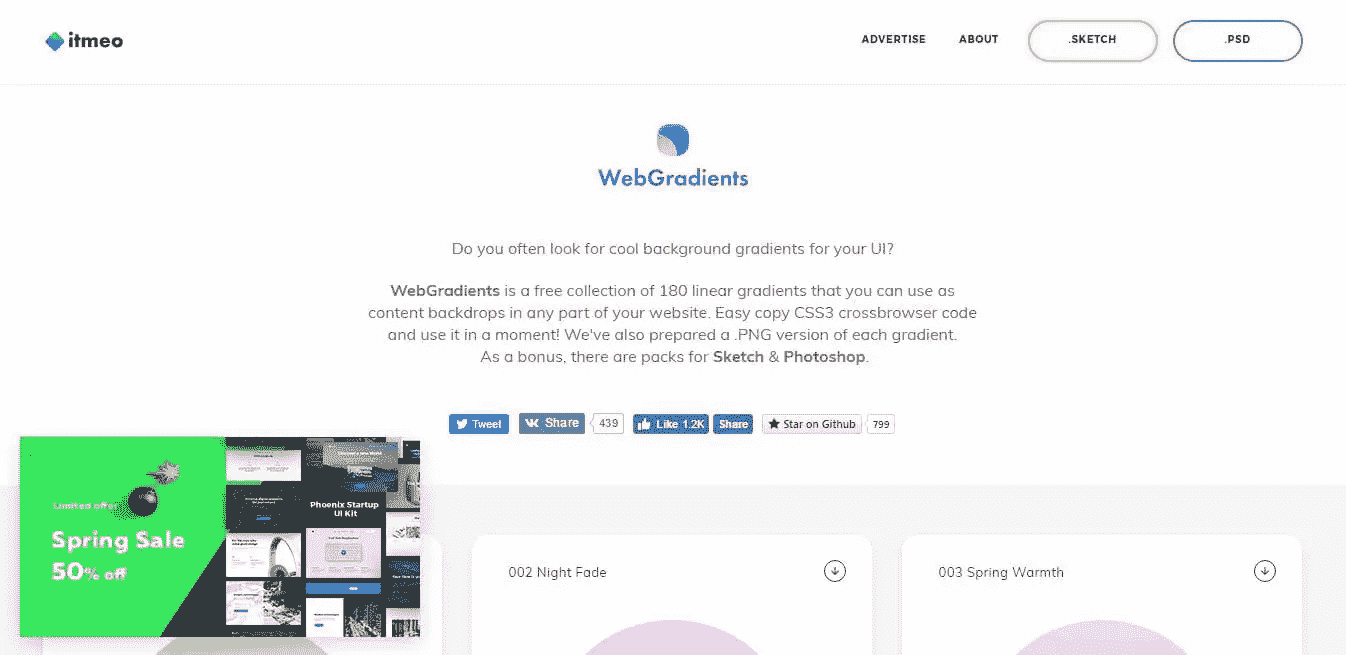 itmeo
ADVERTISE
ABOUT
.SKETCH
.PSD
WebGradients
Do you often look for cool background gradients for your UI?
WebGradients is a free collection of 180 linear gradients that you can use as
content backdrops in any part of your website. Easy copy CSS3 crossbrowser code
and use it in a moment! We've also prepared a .PNG version of each gradient.
As a bonus, there are packs for Sketch & Photoshop.
Tweet
Share
439
Like 1.2K
Share
Star on Github
799
Limited offer
Spring Sale
50% off
Phoenix Startup
UI Kit
002 Night Fade
003 Spring Warmth